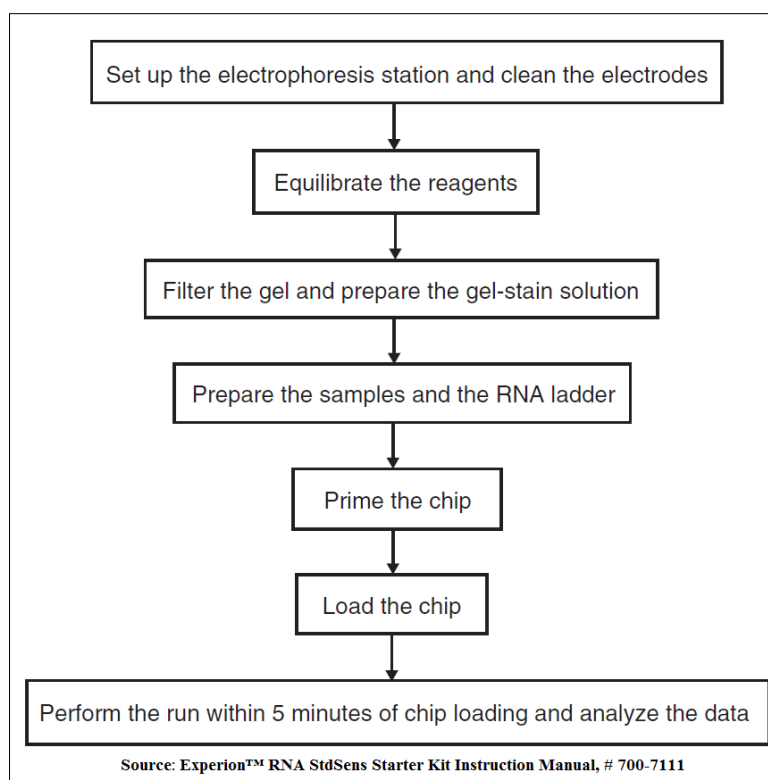 Set up the electrophoresis station and clean the electrodes
Equilibrate the reagents
Filter the gel and prepare the gel-stain solution
Prepare the samples and the RNA ladder
Prime the chip
Load the chip
Perform the run within 5 minutes of chip loading and analyze the data
Source: Experion™ RNA StdSens Starter Kit Instruction Manual, # 700-7111